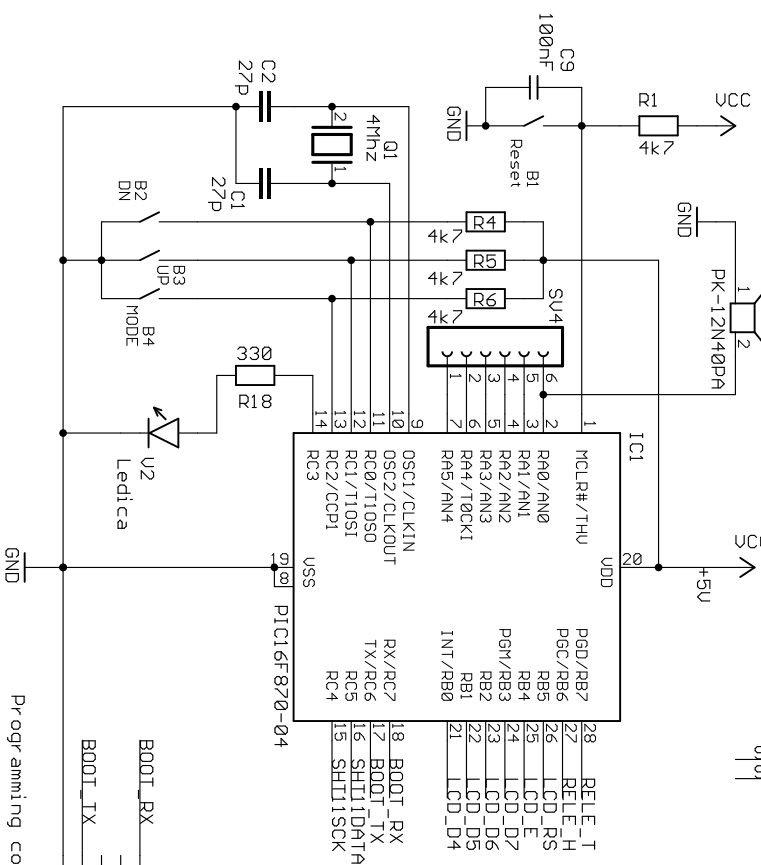 C9
100nF
R1
4k7
VCC
GND
Reset
B1
C2
27p
Q1
4Mhz
2
1
C1
27p
GND
1
2
PK-12N40PA
B2
DN
B3
UP
B4
MODE
R4
4k7
R5
4k7
R6
4k7
SV4
1
2
3
4
5
6
330
R18
V2
Ledica
IC1
14
13
12
11
10
9
7
6
5
4
3
2
1
RC3
RC2/CCP1
RC1/T1OSI
RC0/T1OSO
OSC2/CLKOUT
OSC1/CLKIN
RA5/AN4
RA4/T0CKI
RA3/AN3
RA2/AN2
RA1/AN1
RA0/AN0
MCLR#/THV
19
8
VSS
VDD
20
+5V
GND
PIC16F870-04
RC4
RC5
TX/RC6
RX/RC7
INT/RB0
RB1
RB2
PGM/RB3
RB4
RB5
PGC/RB6
PGD/RB7
15
16
17
18
21
22
23
24
25
26
27
28
SHT11SCK
SHT11DATA
BOOT_TX
BOOT_RX
LCD_D4
LCD_D5
LCD_D6
LCD_D7
LCD_E
LCD_RS
RELE_H
RELE_T
BOOT_RX
BOOT_TX
Programming